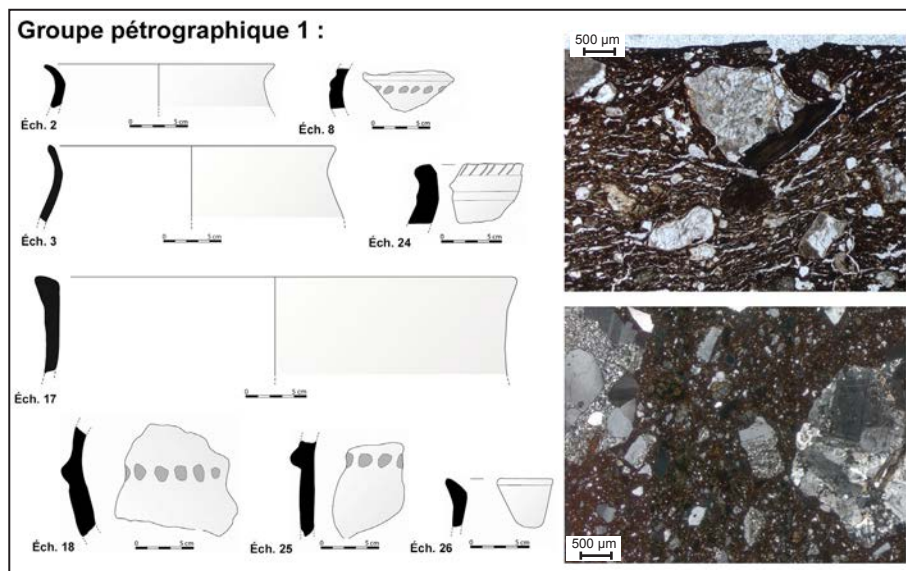 Groupe pétrographique 1 :
500 µm
Éch. 2
0 5 cm
Éch. 8
0 5 cm
Éch. 3
0 5 cm
Éch. 24
0 5 cm
Éch. 17
0 5 cm
500 µm
Éch. 18
0 5 cm
Éch. 25
0 5 cm
Éch. 26
0 5 cm